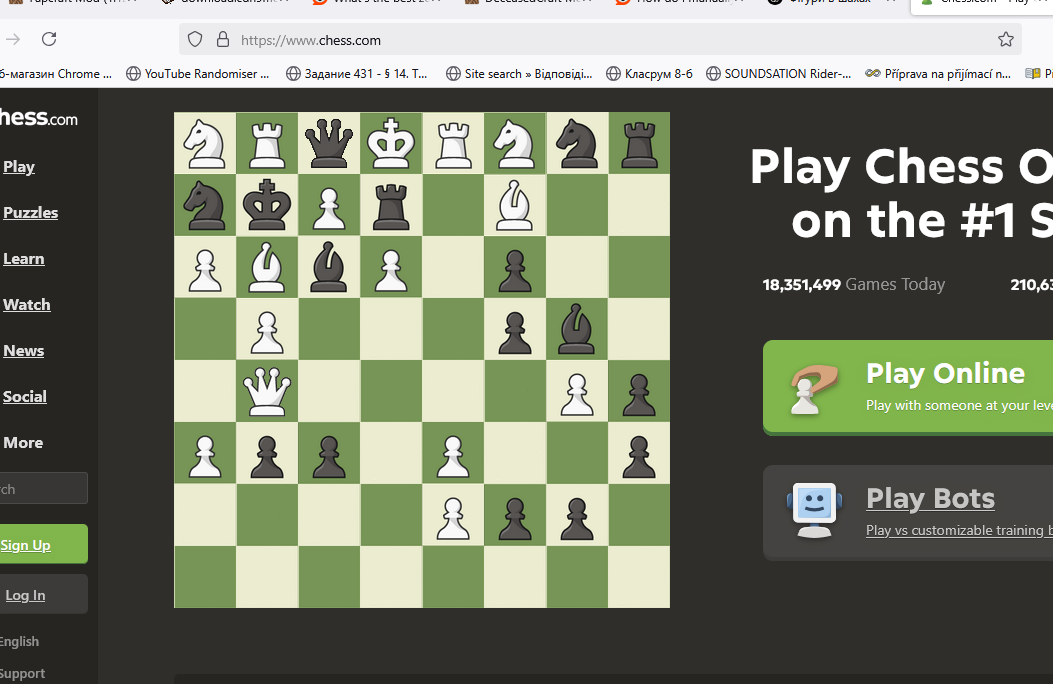 https://www.chess.com
б-магазин Chrome ...
YouTube Randomiser ...
Задание 431 - § 14. Т...
Site search » Відповіді...
Класрум 8-б
SOUNDSATION Rider-...
Příprava na přijímací n...
hess.com
Play
Puzzles
Learn
Watch
News
Social
More
rch
Sign Up
Log In
English
Support
Play Chess O
on the #1 S
18,351,499 Games Today
210,63
Play Online
Play with someone at your leve
Play Bots
Play vs customizable training b